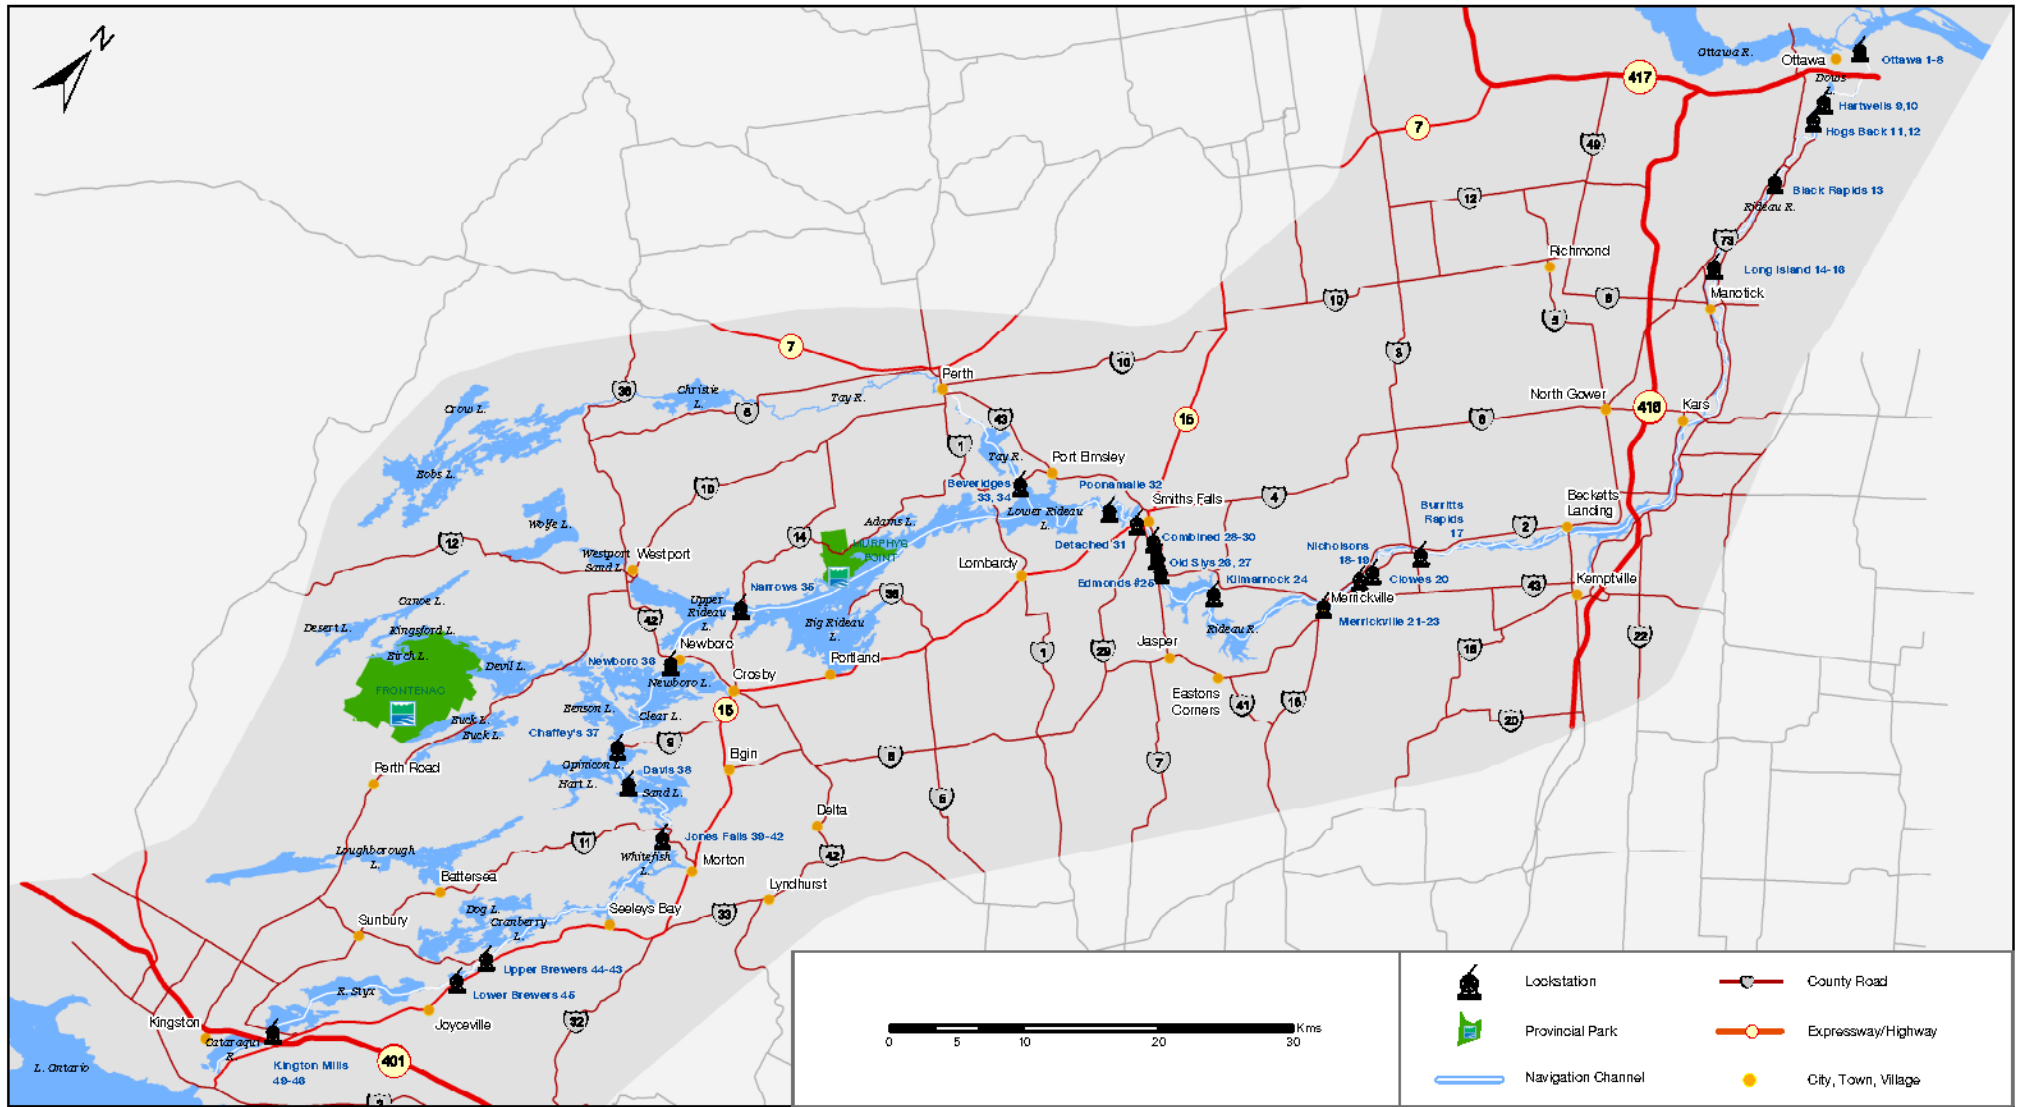 N
Ottawa R.
Ottawa
Ottawa 1-8
417
Dows
L.
Hartwells 9,10
7
Hogs Back 11,12
49
Black Rapids 13
12
Rideau R.
73
Richmond
Long Island 14-16
10
6
Manotick
5
7
3
10
Perth
36
Christie
L.
6
Tay R.
North Gower
416
Kars
Crow L.
43
15
6
1
Tay R.
Port Elmsley
Bobs L.
10
Beveridges
33, 34
Poonamalie 32
Smiths Falls
4
Becketts
Landing
Lower Rideau
L.
Burritts
Rapids
17
2
Wolfe L.
Adams L.
14
12
MURPHYS
POINT
Detached 31
Combined 28-30
Nicholsons
18-19
Westport
Sand L.
Westport
Lombardy
Old Slys 26, 27
Edmonds #25
Kilmarnock 24
Clowes 20
43
Kemptville
Narrows 35
Canoe L.
Upper
Rideau
L.
36
Merrickville
Merrickville 21-23
Desert L.
Kingsford L.
42
Big Rideau
L.
Rideau R.
22
Birch L.
Newboro
Jasper
1
29
16
Devil L.
Newboro 36
Portland
FRONTENAC
Newboro L.
Crosby
Eastons
Corners
41
16
Benson L.
15
20
Buck L.
Buck L.
Clear L.
Chaffey's 37
9
Elgin
8
7
Perth Road
Opinicon L.
Davis 38
Hart L.
Sand L.
5
Delta
Jones Falls 39-42
11
Loughborough
L.
Whitefish
L.
Morton
42
Battersea
Lyndhurst
Dog L.
Seeleys Bay
33
Sunbury
Cranberry
L.
Upper Brewers 44-43
Lower Brewers 45
R. Styx
Kingston
Joyceville
32
Cataraqui
R.
401
L. Ontario
Kington Mills
49-46
2
Kms
0
5
10
20
30
Lockstation
County Road
Provincial Park
Expressway/Highway
Navigation Channel
City, Town, Village